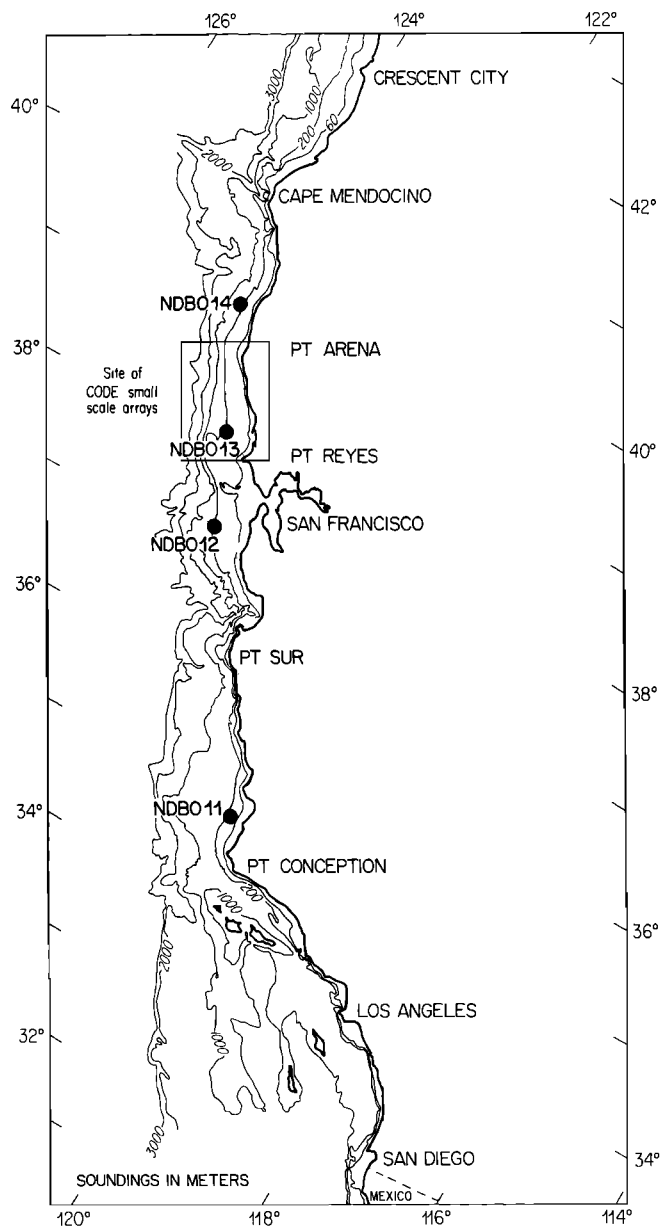 126°
124°
122°
CRESCENT CITY
3000
1000
200
60
40°
2000
CAPE MENDOCINO
42°
NDBO14
38°
PT ARENA
Site of
CODE small
scale arrays
NDBO13
PT REYES
40°
SAN FRANCISCO
NDBO12
36°
PT SUR
38°
NDBO11
34°
PT CONCEPTION
200
1000
2000
36°
LOS ANGELES
32°
1000
3000
SAN DIEGO
34°
SOUNDINGS IN METERS
MEXICO
120°
118°
116°
114°